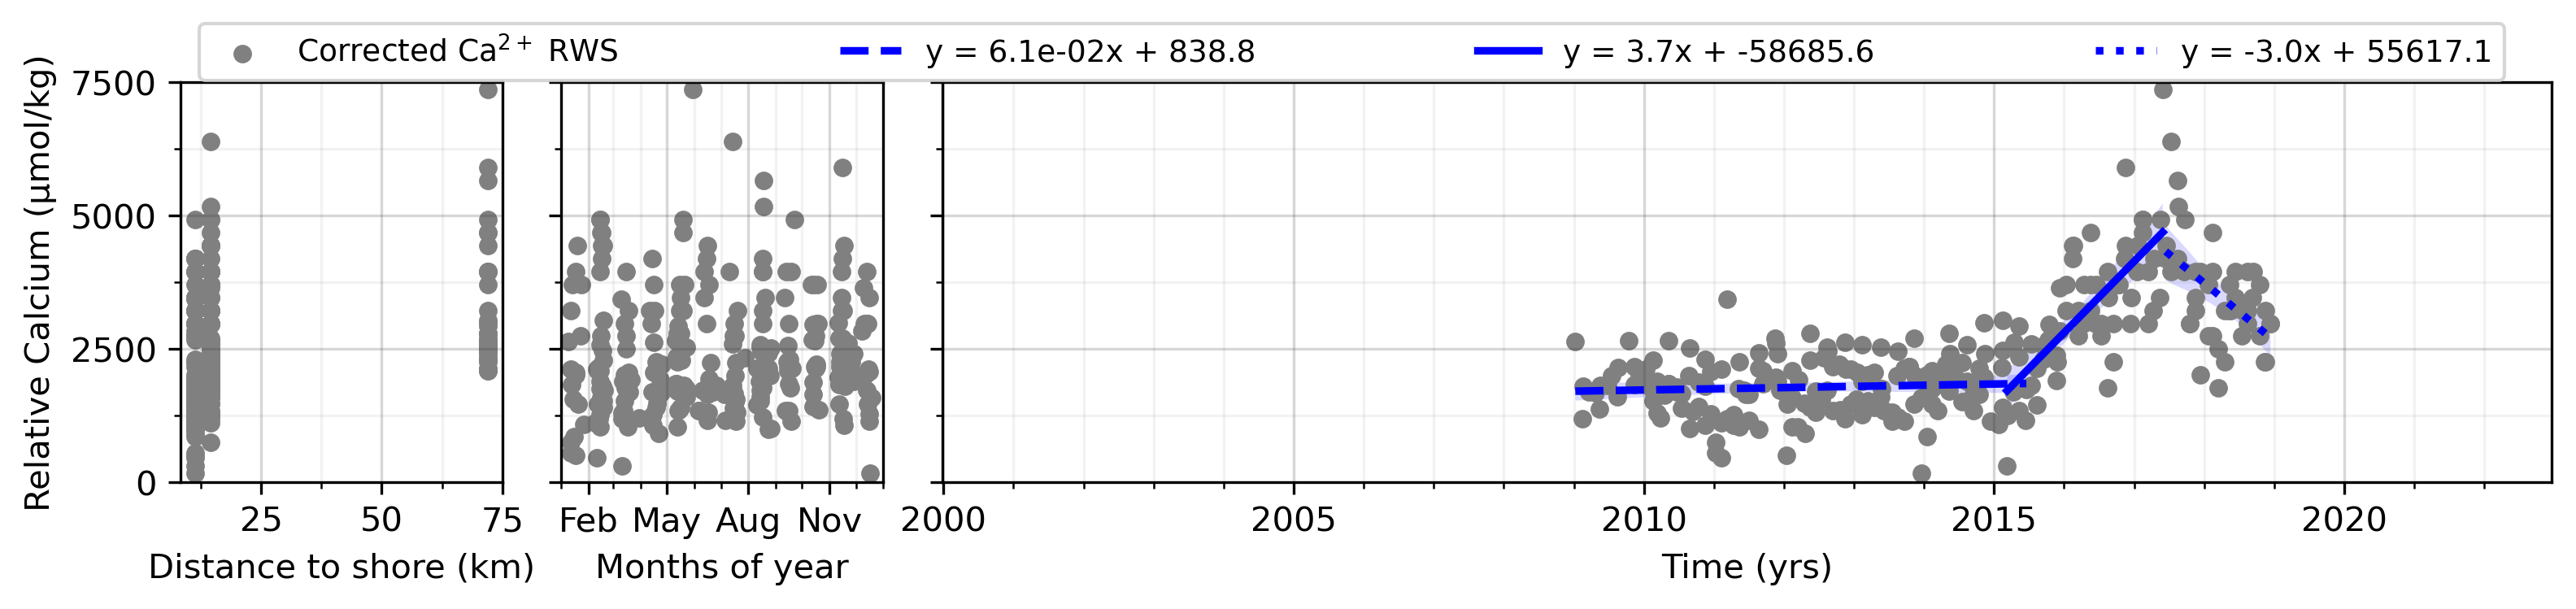 Corrected Ca²⁺ RWS
y = 6.1e-02x + 838.8
y = 3.7x + -58685.6
y = -3.0x + 55617.1
Relative Calcium (µmol/kg)
7500
5000
2500
0
25 50 75
Distance to shore (km)
Feb May Aug Nov
Months of year
2000 2005 2010 2015 2020
Time (yrs)